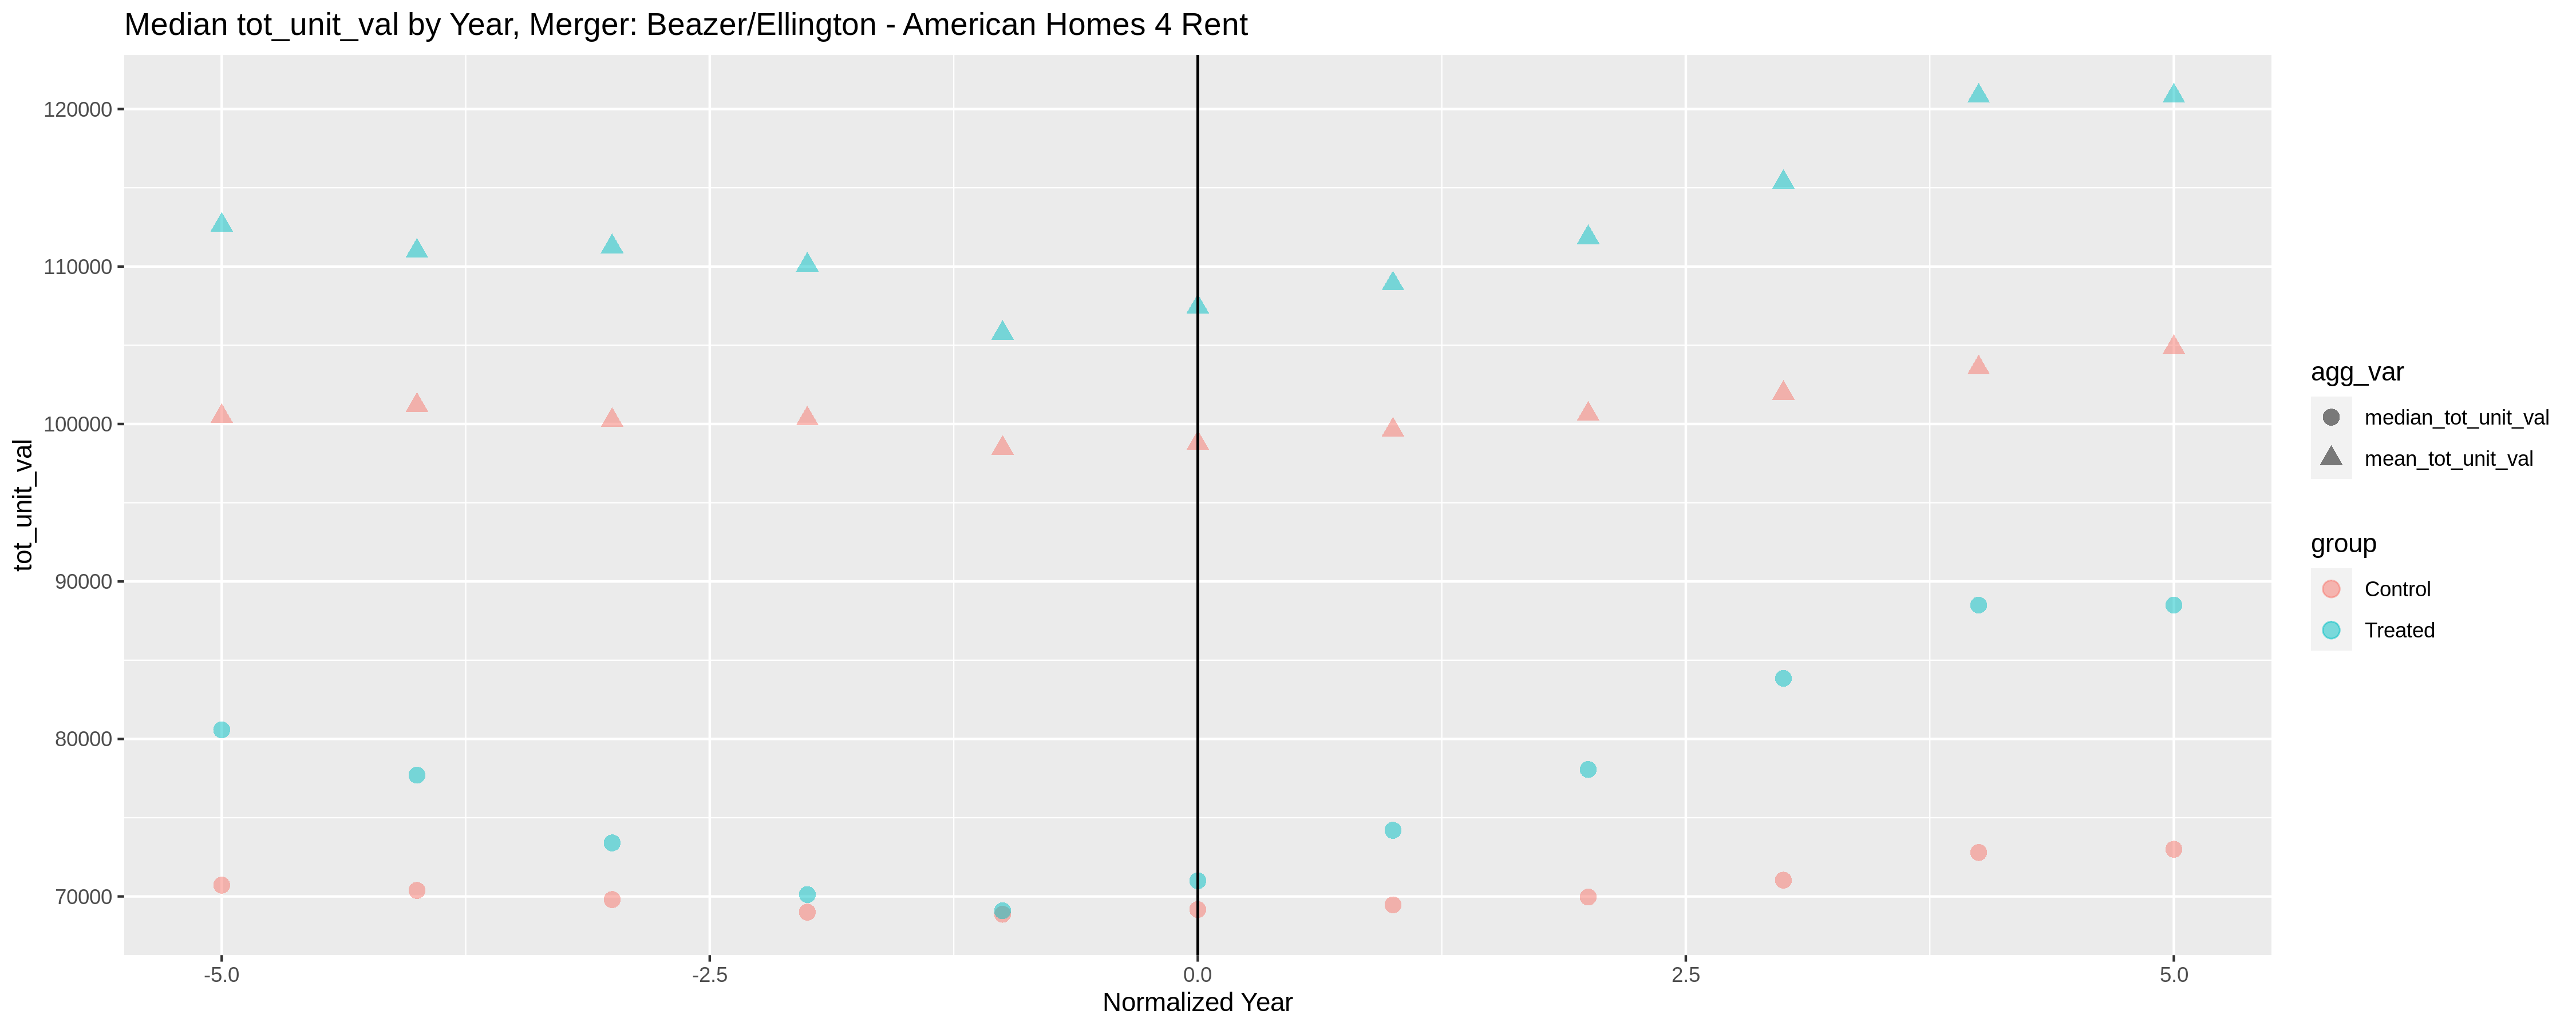 Median tot_unit_val by Year, Merger: Beazer/Ellington - American Homes 4 Rent
120000
110000
100000
90000
80000
70000
tot_unit_val
-5.0
-2.5
0.0
2.5
5.0
Normalized Year
agg_var
median_tot_unit_val
mean_tot_unit_val
group
Control
Treated